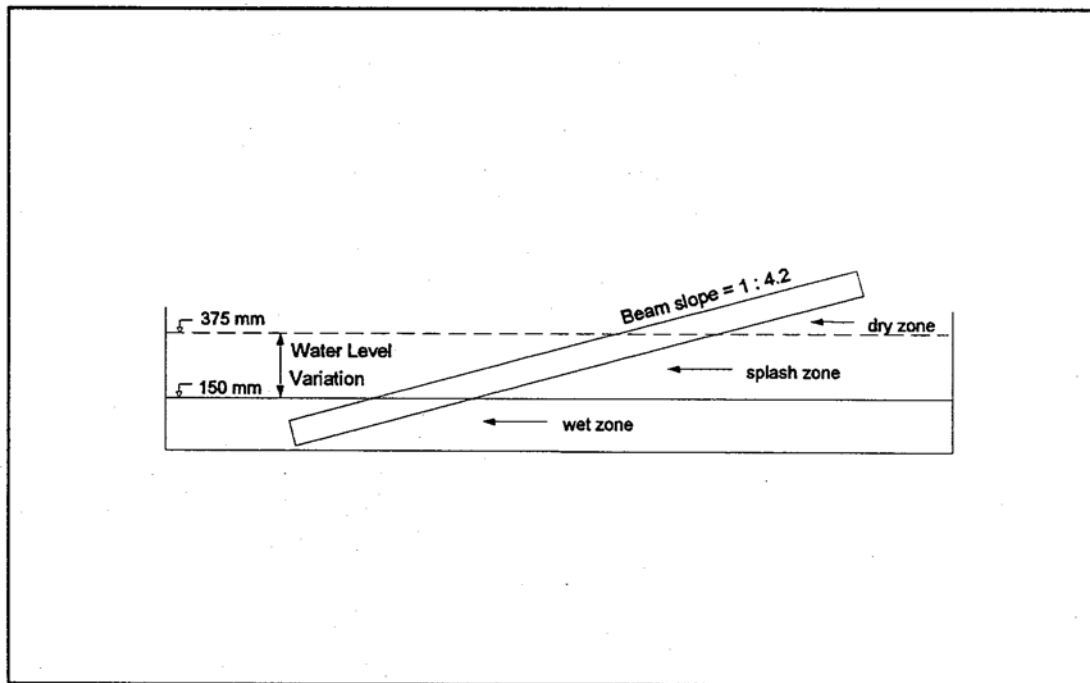 Beam slope = 1 : 4.2
375 mm
dry zone
Water Level
Variation
splash zone
150 mm
wet zone